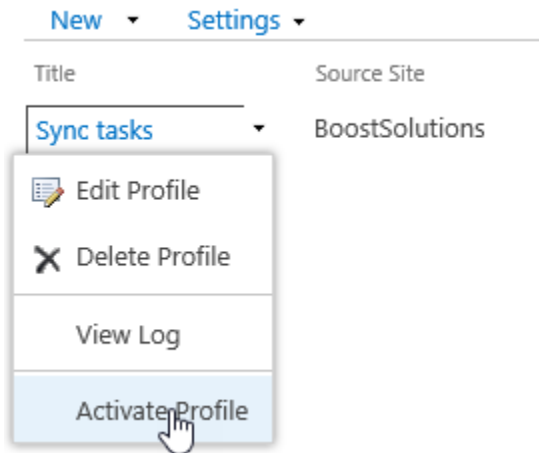 New Settings
Title Source Site
Sync tasks BoostSolutions
Edit Profile
Delete Profile
View Log
Activate Profile